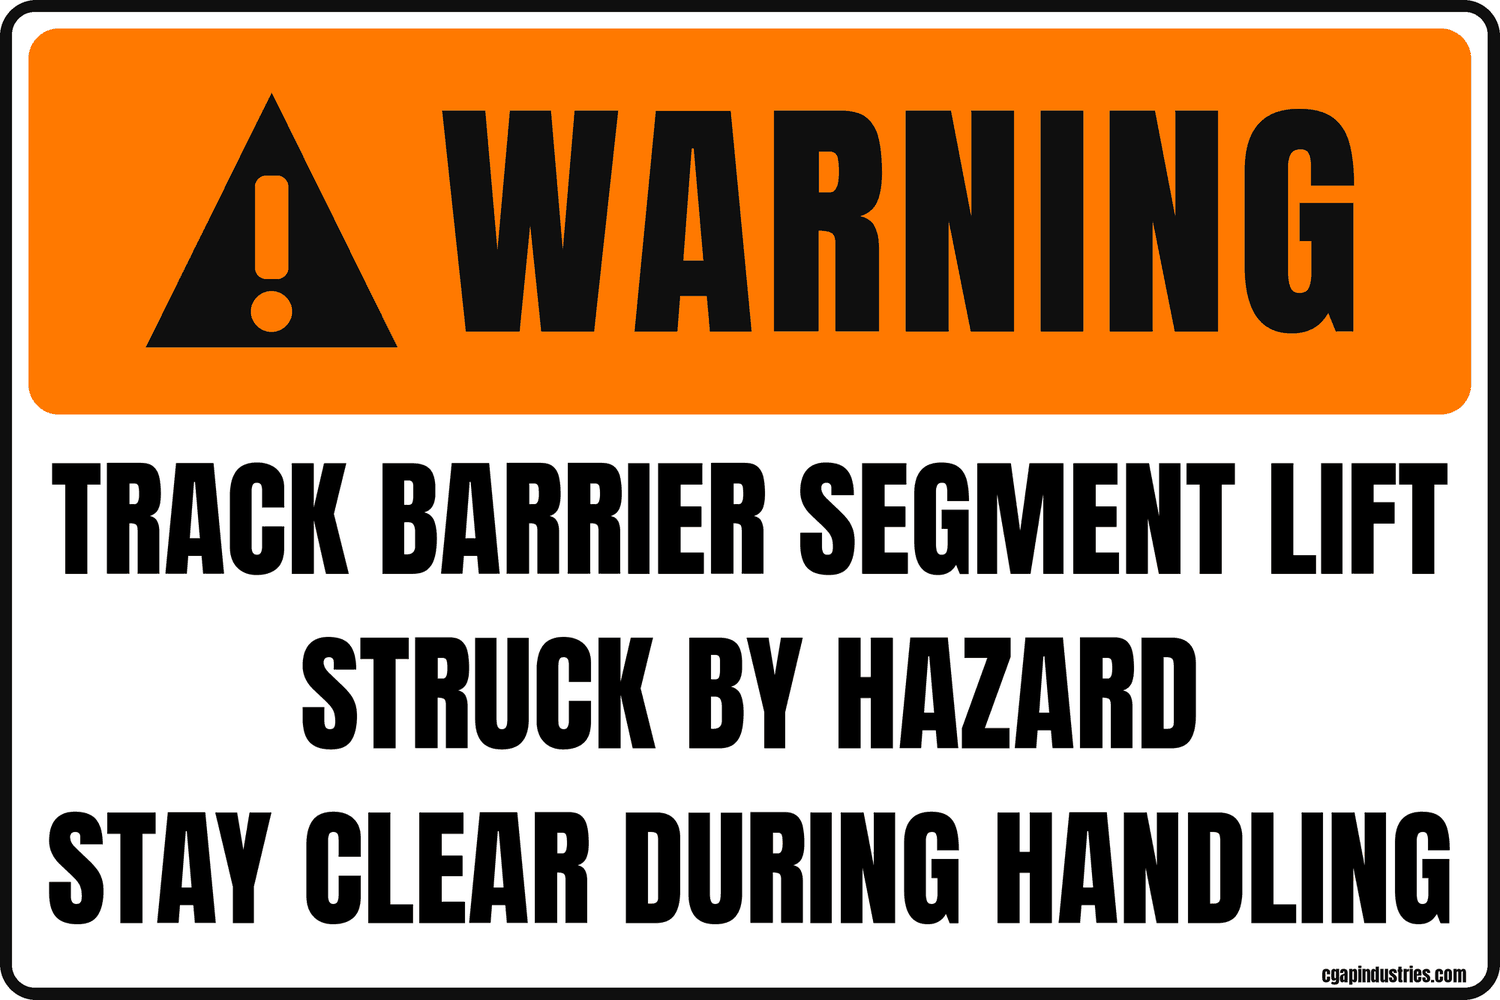 WARNING
TRACK BARRIER SEGMENT LIFT
STRUCK BY HAZARD
STAY CLEAR DURING HANDLING
cgapindustries.com